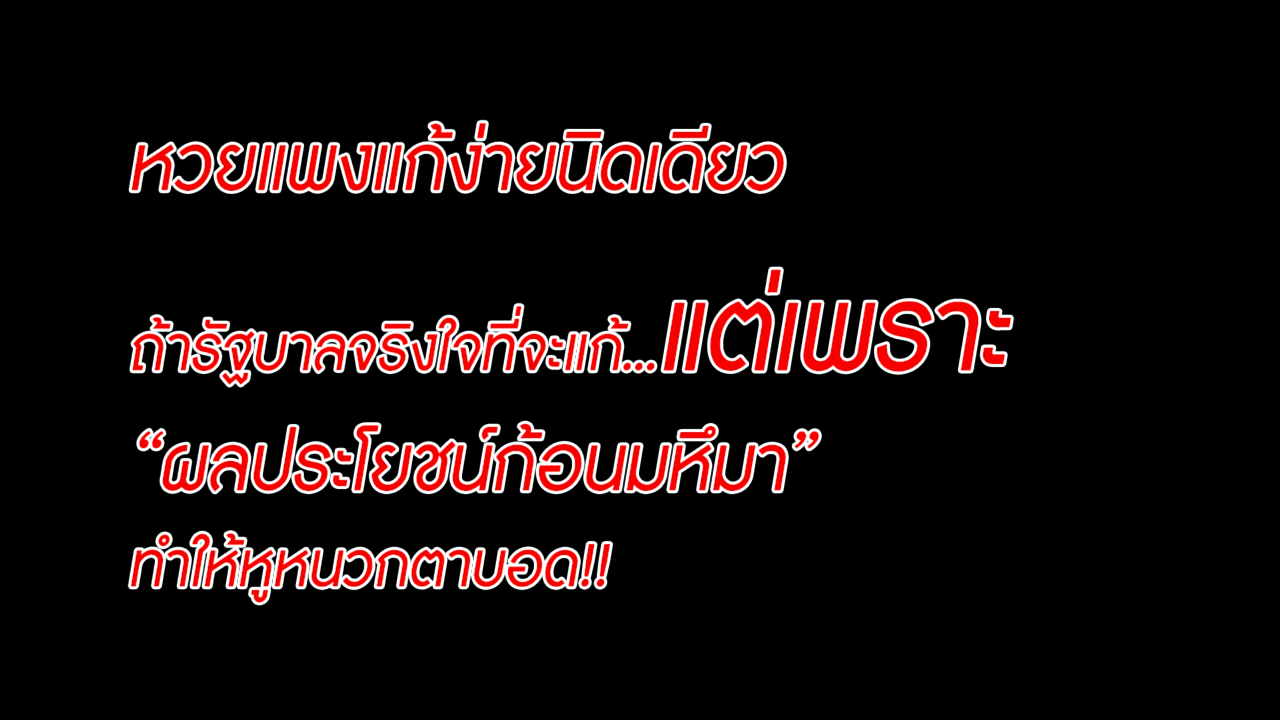 หวยแพงแก้ง่ายนิดเดียว
ถ้ารัฐบาลจริงใจที่จะแก้...แต่เพราะ
“ผลประโยชน์ก้อนมหึมา”
ทำให้หูหนวกตาบอด!!